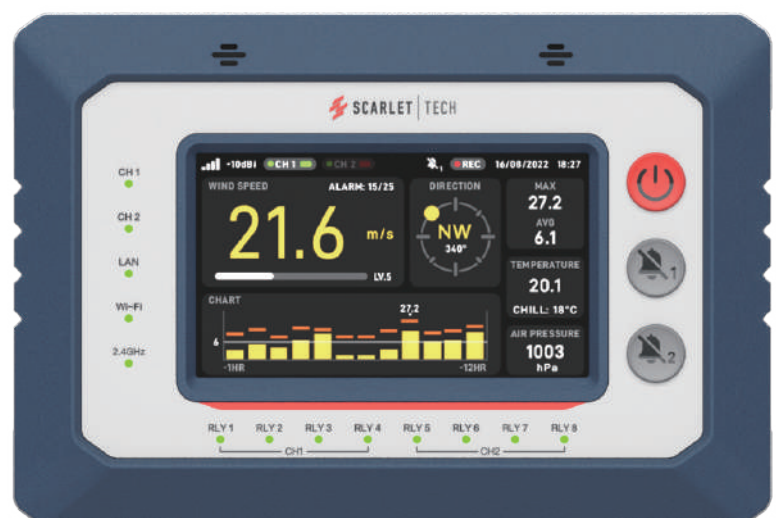 SCARLET TECH
-10dBi CH 1 CH 2 1 REC 16/08/2022 18:27
WIND SPEED ALARM: 15/25
21.6 m/s
LV.5
DIRECTION
NW
340°
MAX
27.2
AVG
6.1
TEMPERATURE
20.1
CHILL: 18°C
AIR PRESSURE
1003
hPa
CHART
27.2
6
-1HR -12HR
CH 1
CH 2
LAN
Wi-Fi
2.4GHz
1
2
RLY 1 RLY 2 RLY 3 RLY 4 RLY 5 RLY 6 RLY 7 RLY 8
CH1 CH2